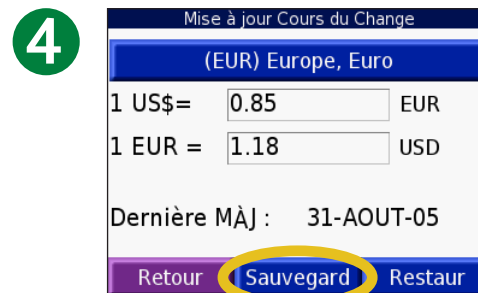 4
Mise à jour Cours du Change
(EUR) Europe, Euro
1 US$= 0.85 EUR
1 EUR = 1.18 USD
Dernière MÀJ : 31-AOUT-05
Retour Sauvegard Restaur